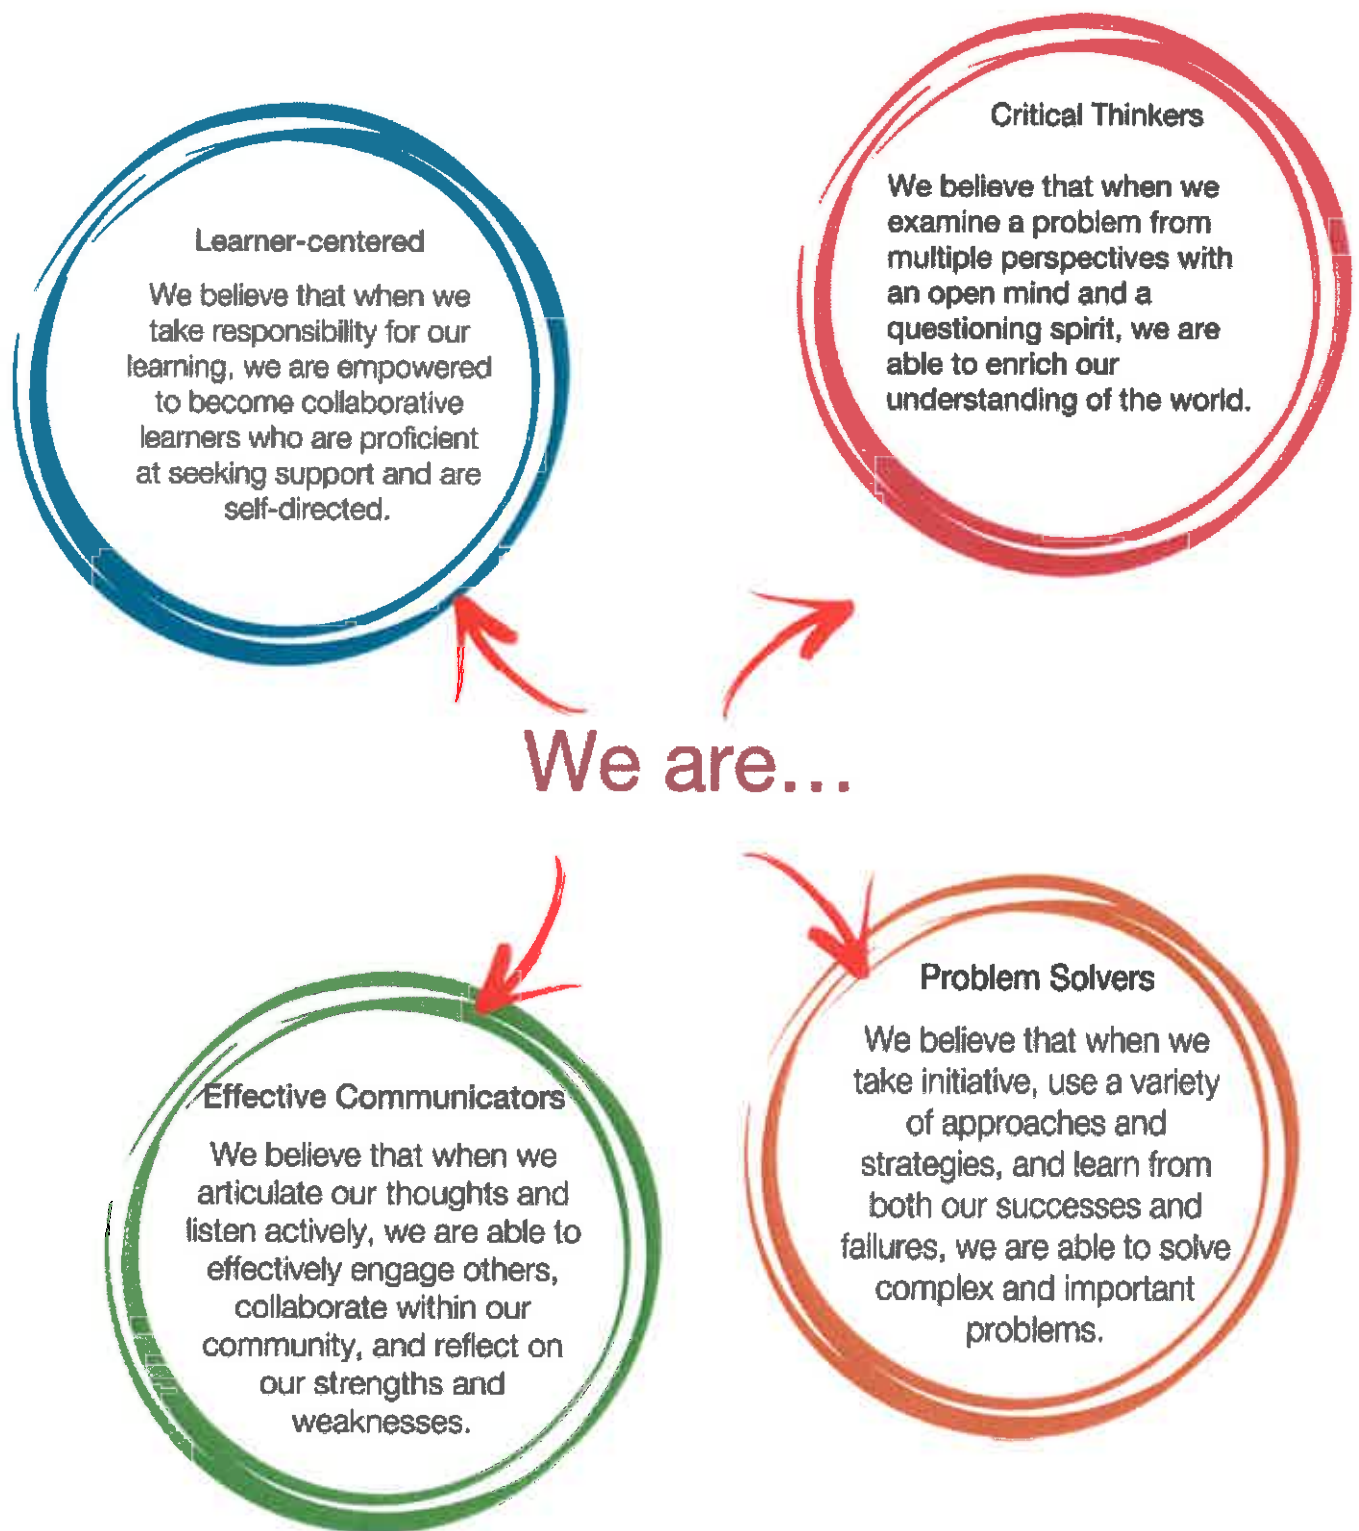 Learner-centered
We believe that when we
take responsibility for our
learning, we are empowered
to become collaborative
learners who are proficient
at seeking support and are
self-directed.
Critical Thinkers
We believe that when we
examine a problem from
multiple perspectives with
an open mind and a
questioning spirit, we are
able to enrich our
understanding of the world.
We are...
Effective Communicators
We believe that when we
articulate our thoughts and
listen actively, we are able to
effectively engage others,
collaborate within our
community, and reflect on
our strengths and
weaknesses.
Problem Solvers
We believe that when we
take initiative, use a variety
of approaches and
strategies, and learn from
both our successes and
failures, we are able to solve
complex and important
problems.